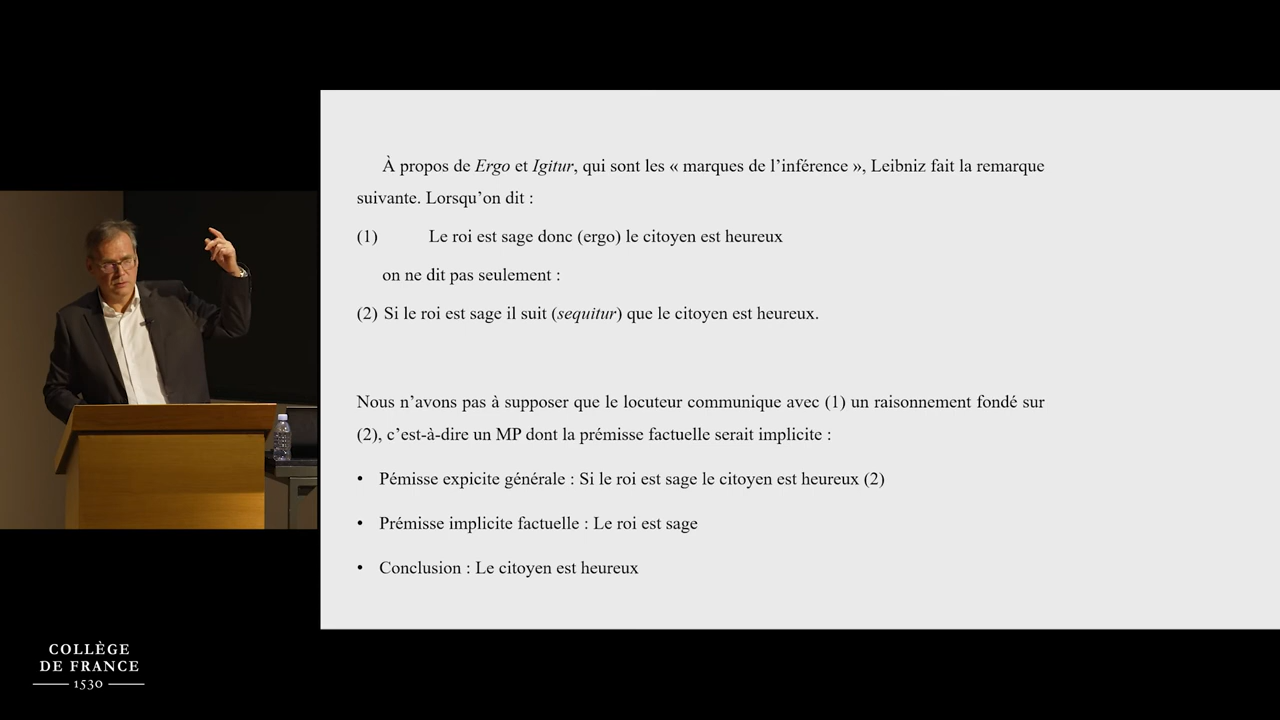 À propos de Ergo et Igitur, qui sont les « marques de l’inférence », Leibniz fait la remarque
suivante. Lorsqu’on dit :
(1) Le roi est sage donc (ergo) le citoyen est heureux
on ne dit pas seulement :
(2) Si le roi est sage il suit (sequitur) que le citoyen est heureux.
Nous n’avons pas à supposer que le locuteur communique avec (1) un raisonnement fondé sur
(2), c’est-à-dire un MP dont la prémisse factuelle serait implicite :
• Pémisse expicite générale : Si le roi est sage le citoyen est heureux (2)
• Prémisse implicite factuelle : Le roi est sage
• Conclusion : Le citoyen est heureux
COLLÈGE
DE FRANCE
1530